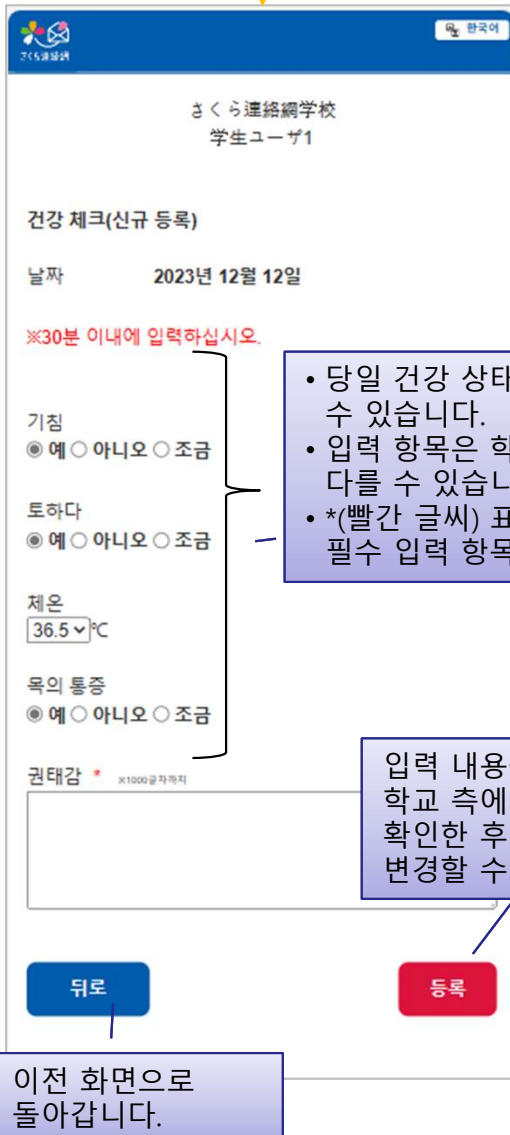 さくら連絡網
한국어
さくら連絡網学校
学生ユーザ1
건강 체크(신규 등록)
날짜 2023년 12월 12일
※30분 이내에 입력하십시오.
기침
예 아니오 조금
토하다
예 아니오 조금
체온
36.5 ℃
목의 통증
예 아니오 조금
권태감 * ※1000글자까지
• 당일 건강 상태
수 있습니다.
• 입력 항목은 학
다를 수 있습니
• *(빨간 글씨) 표
필수 입력 항목
입력 내용
학교 측에
확인한 후
변경할 수
뒤로
등록
이전 화면으로
돌아갑니다.